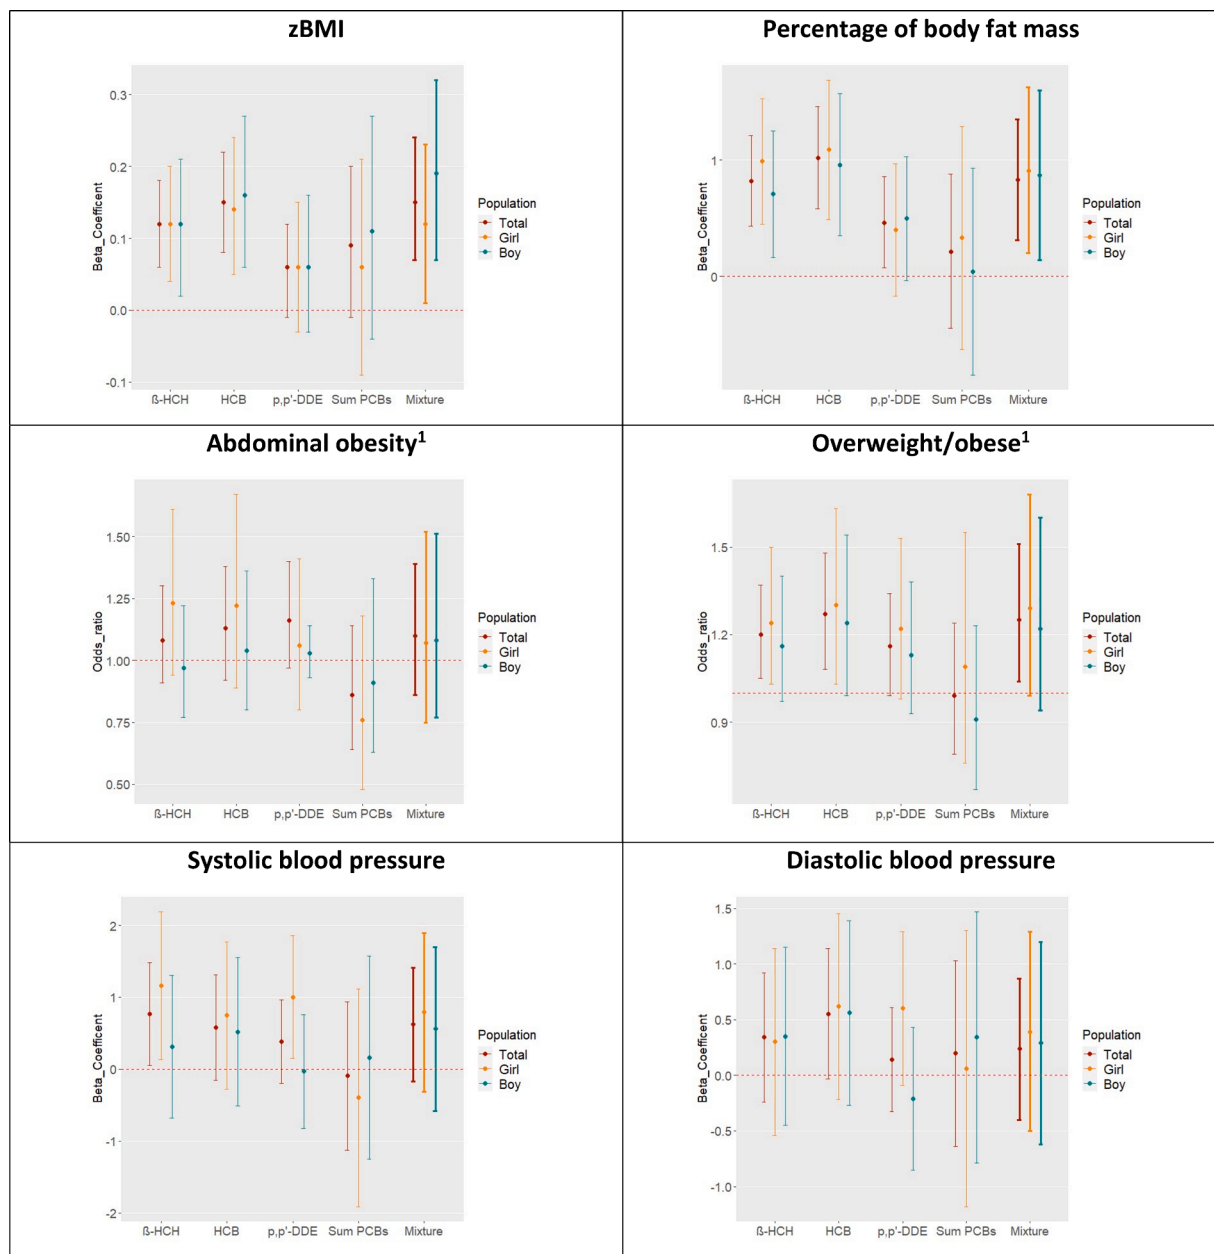 zBMI
0.3
0.2
0.1
0.0
-0.1
Beta_Coefficent
ß-HCH HCB p,p'-DDE Sum PCBs Mixture
Population
Total
Girl
Boy
Percentage of body fat mass
1
0
Beta_Coefficent
ß-HCH HCB p,p'-DDE Sum PCBs Mixture
Population
Total
Girl
Boy
Abdominal obesity¹
1.50
1.25
1.00
0.75
0.50
Odds_ratio
ß-HCH HCB p,p'-DDE Sum PCBs Mixture
Population
Total
Girl
Boy
Overweight/obese¹
1.5
1.2
0.9
Odds_ratio
ß-HCH HCB p,p'-DDE Sum PCBs Mixture
Population
Total
Girl
Boy
Systolic blood pressure
2
1
0
-1
-2
Beta_Coefficent
ß-HCH HCB p,p'-DDE Sum PCBs Mixture
Population
Total
Girl
Boy
Diastolic blood pressure
1.5
1.0
0.5
0.0
-0.5
-1.0
Beta_Coefficent
ß-HCH HCB p,p'-DDE Sum PCBs Mixture
Population
Total
Girl
Boy